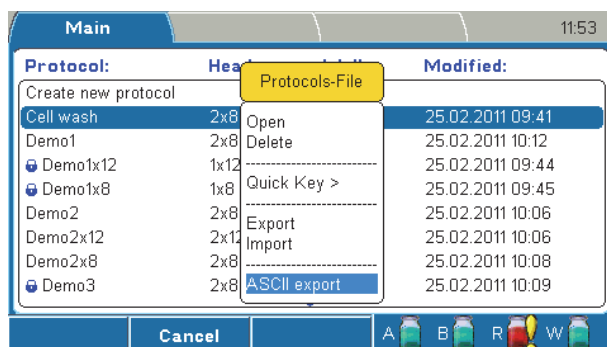 Main 11:53
Protocol: Hea Modified:
Protocols-File
Create new protocol
Cell wash 2x8 25.02.2011 09:41
Demo1 2x8 25.02.2011 10:12
Demo1x12 1x12 25.02.2011 09:44
Demo1x8 1x8 25.02.2011 09:45
Demo2 2x8 25.02.2011 10:06
Demo2x12 2x12 25.02.2011 10:06
Demo2x8 2x8 25.02.2011 10:08
Demo3 2x8 25.02.2011 10:09
Open
Delete
Quick Key >
Export
Import
ASCII export
Cancel A B R W